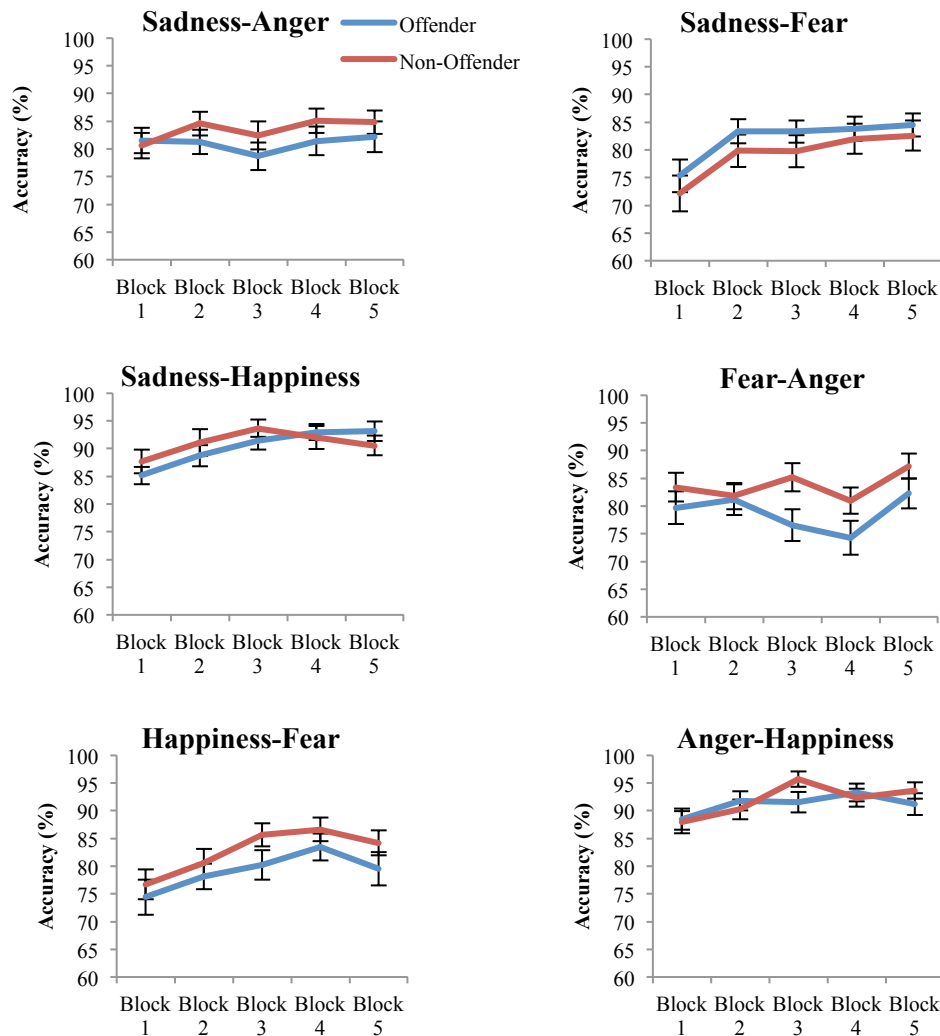 Sadness-Anger
Offender
Non-Offender
Accuracy (%)
100
95
90
85
80
75
70
65
60
Block Block Block Block Block
1 2 3 4 5
Sadness-Fear
Accuracy (%)
100
95
90
85
80
75
70
65
60
Block Block Block Block Block
1 2 3 4 5
Sadness-Happiness
Accuracy (%)
100
95
90
85
80
75
70
65
60
Block Block Block Block Block
1 2 3 4 5
Fear-Anger
Accuracy (%)
100
95
90
85
80
75
70
65
60
Block Block Block Block Block
1 2 3 4 5
Happiness-Fear
Accuracy (%)
100
95
90
85
80
75
70
65
60
Block Block Block Block Block
1 2 3 4 5
Anger-Happiness
Accuracy (%)
100
95
90
85
80
75
70
65
60
Block Block Block Block Block
1 2 3 4 5